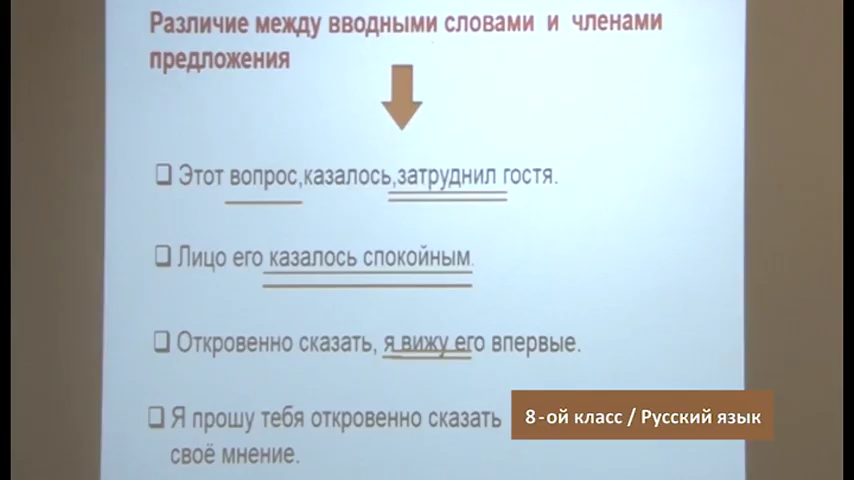 Различие между вводными словами и членами
предложения
Этот вопрос,казалось,затруднил гостя.
Лицо его казалось спокойным.
Откровенно сказать, я вижу его впервые.
Я прошу тебя откровенно сказать
своё мнение.
8-ой класс / Русский язык